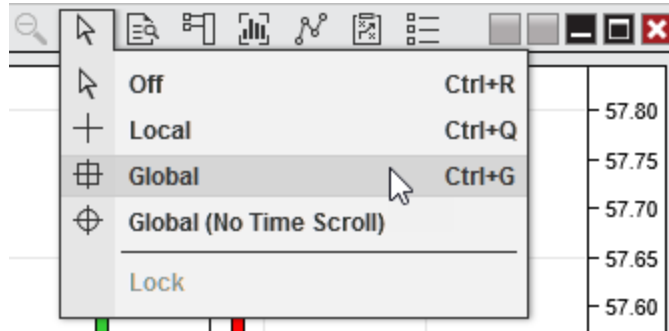 Off Ctrl+R
Local Ctrl+Q
Global Ctrl+G
Global (No Time Scroll)
Lock
57.80
57.75
57.70
57.65
57.60